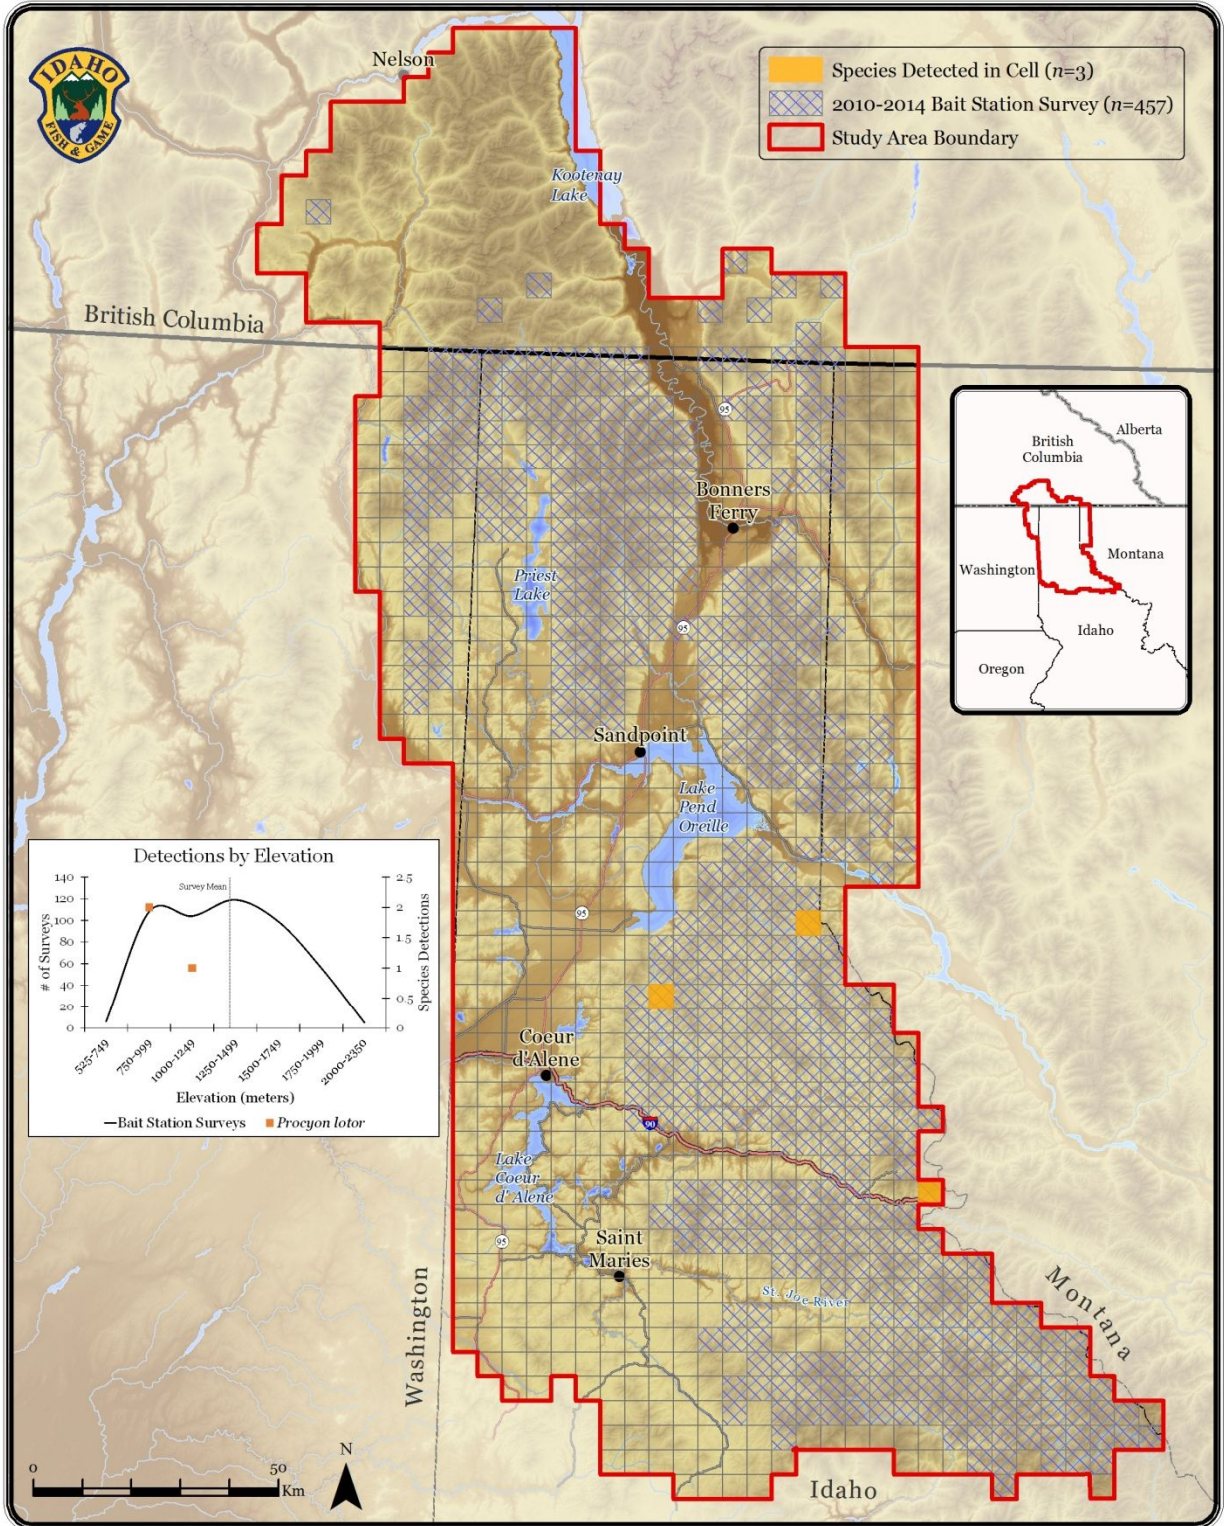 IDAHO
FISH & GAME
Nelson
Species Detected in Cell (n=3)
2010-2014 Bait Station Survey (n=457)
Study Area Boundary
Kootenay
Lake
British Columbia
95
Bonners
Ferry
Priest
Lake
95
Sandpoint
Lake
Pend
Oreille
95
Coeur
d'Alene
90
Lake
Coeur
d'Alene
95
Saint
Maries
St. Joe River
Montana
Washington
Idaho
British
Columbia
Alberta
Washington
Montana
Idaho
Oregon
Detections by Elevation
Survey Mean
140
120
100
80
60
40
20
0
# of Surveys
2.5
2
1.5
1
0.5
0
Species Detections
525-749
750-999
1000-1249
1250-1499
1500-1749
1750-1999
2000-2350
Elevation (meters)
Bait Station Surveys
Procyon lotor
0
50
Km
N